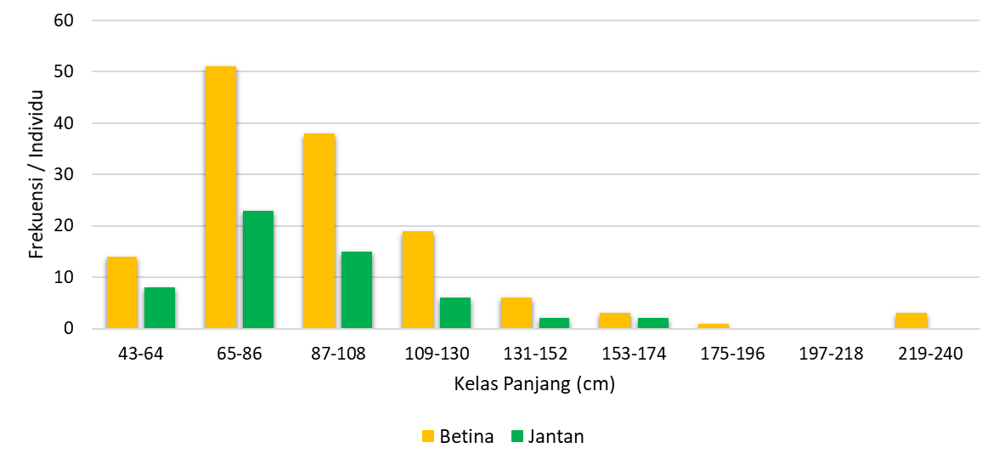 60
50
40
30
20
10
0
Frekuensi / Individu
43-64 65-86 87-108 109-130 131-152 153-174 175-196 197-218 219-240
Kelas Panjang (cm)
Betina Jantan